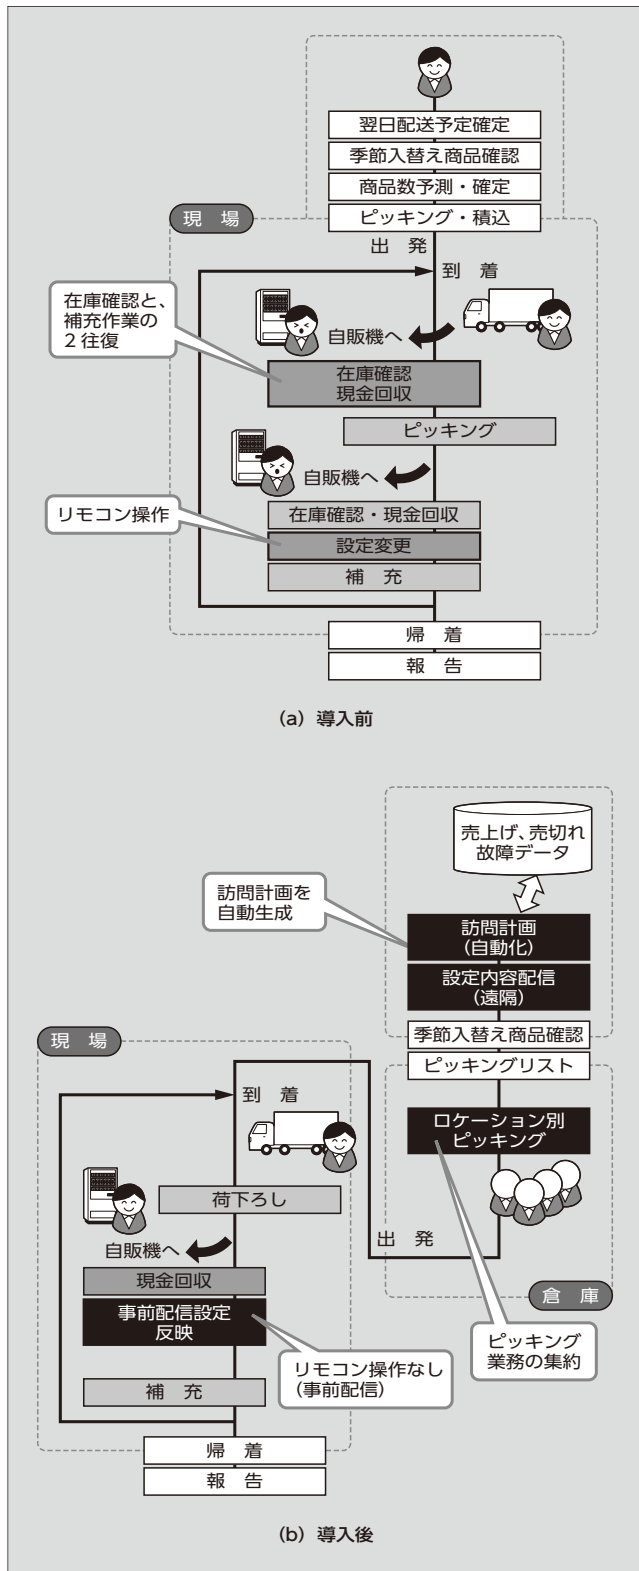 翌日配送予定確定
季節入替え商品確認
商品数予測・確定
現 場
ピッキング・積込
出 発
到 着
在庫確認と、
補充作業の
2 往復
自販機へ
在庫確認
現金回収
ピッキング
自販機へ
リモコン操作
在庫確認・現金回収
設定変更
補 充
帰 着
報 告
(a) 導入前
売上げ、売切れ
故障データ
訪問計画を
自動生成
訪問計画
(自動化)
設定内容配信
(遠隔)
現 場
季節入替え商品確認
ピッキングリスト
到 着
ロケーション別
ピッキング
荷下ろし
自販機へ
出 発
現金回収
倉 庫
事前配信設定
反映
ピッキング
業務の集約
リモコン操作なし
(事前配信)
補 充
帰 着
報 告
(b) 導入後